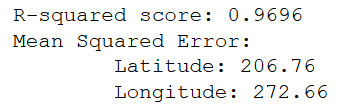 R-squared score: 0.9696
Mean Squared Error:
Latitude: 206.76
Longitude: 272.66